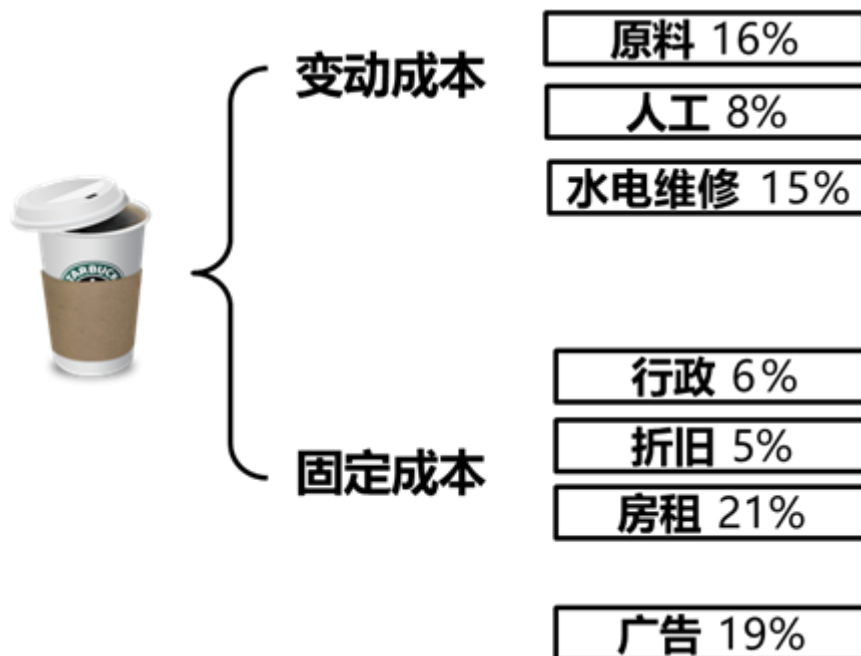 变动成本
原料 16%
人工 8%
水电维修 15%
TARBUCK
固定成本
行政 6%
折旧 5%
房租 21%
广告 19%